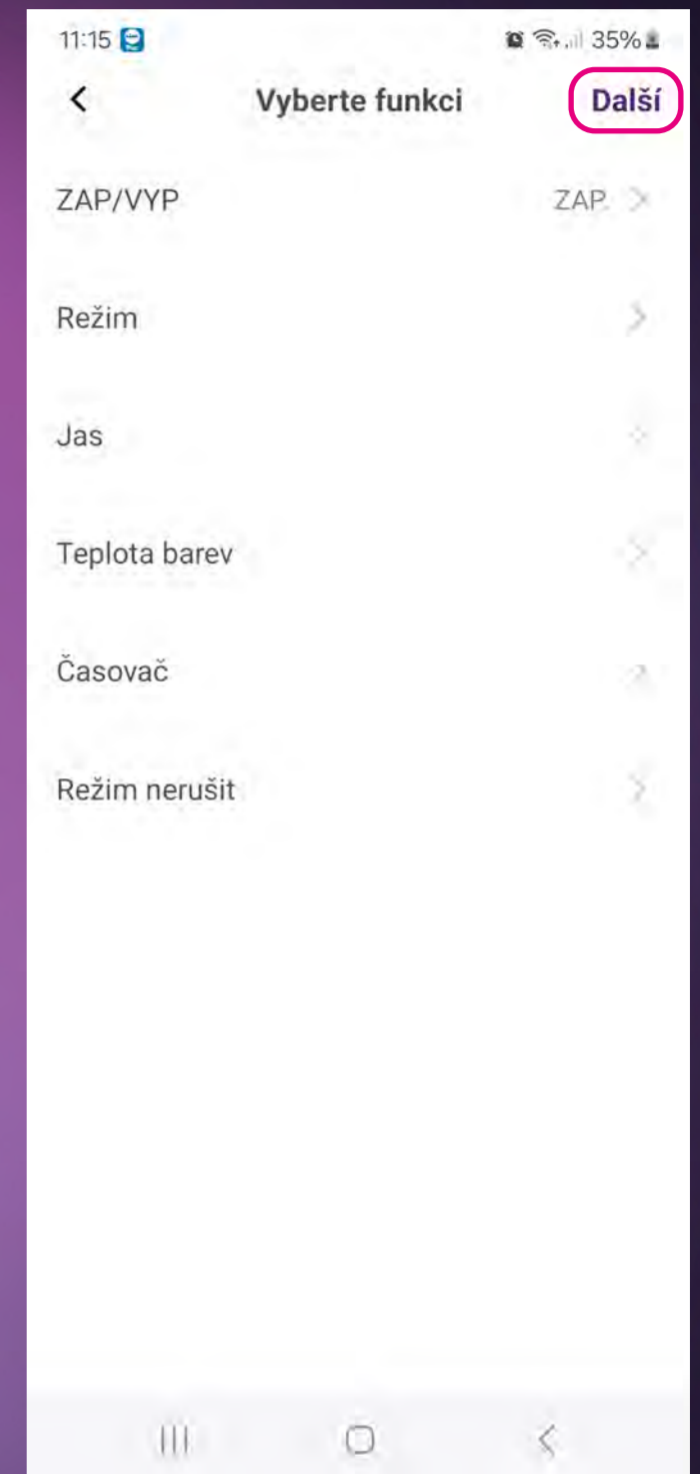 11:15 35%
Vyberte funkci Další
ZAP/VYP ZAP.
Režim
Jas
Teplota barev
Časovač
Režim nerušit